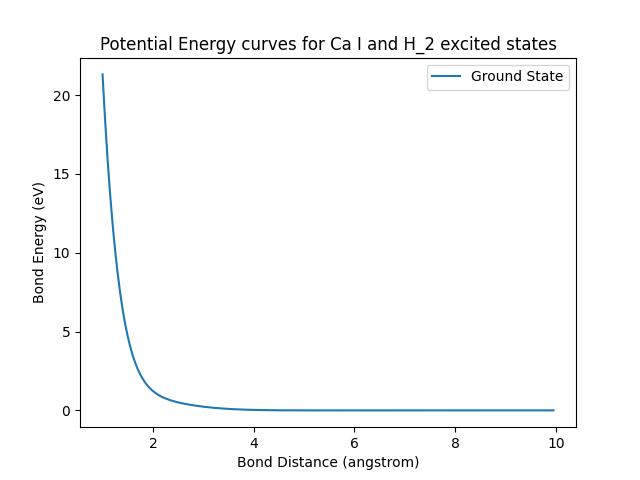 Potential Energy curves for Ca I and H_2 excited states
Ground State
20
15
10
5
0
Bond Energy (eV)
2 4 6 8 10
Bond Distance (angstrom)